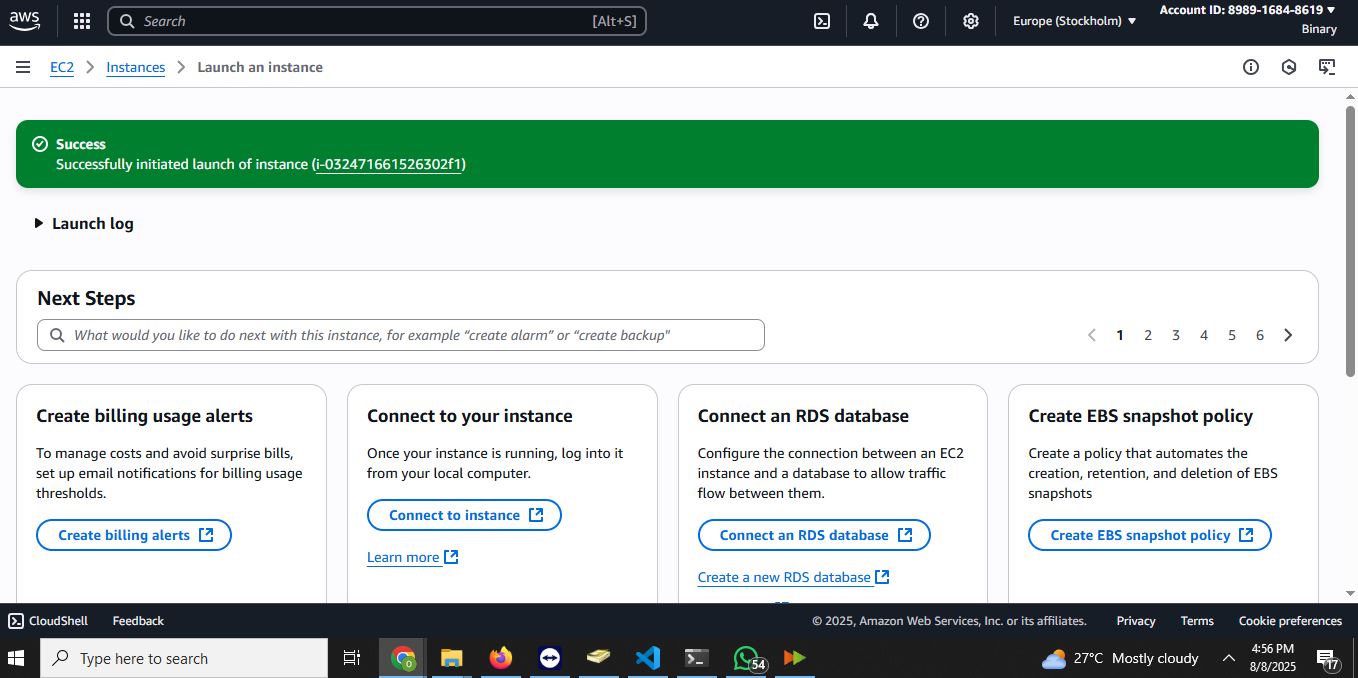 aws
Search [Alt+S]
Europe (Stockholm)
Account ID: 8989-1684-8619
Binary
EC2 Instances Launch an instance
Success
Successfully initiated launch of instance (i-032471661526302f1)
Launch log
Next Steps
What would you like to do next with this instance, for example “create alarm” or “create backup"
1 2 3 4 5 6
Create billing usage alerts
To manage costs and avoid surprise bills,
set up email notifications for billing usage
thresholds.
Create billing alerts
Connect to your instance
Once your instance is running, log into it
from your local computer.
Connect to instance
Learn more
Connect an RDS database
Configure the connection between an EC2
instance and a database to allow traffic
flow between them.
Connect an RDS database
Create a new RDS database
Create EBS snapshot policy
Create a policy that automates the
creation, retention, and deletion of EBS
snapshots
Create EBS snapshot policy
CloudShell Feedback © 2025, Amazon Web Services, Inc. or its affiliates. Privacy Terms Cookie preferences
Type here to search
0
54
27°C Mostly cloudy
4:56 PM
8/8/2025
17